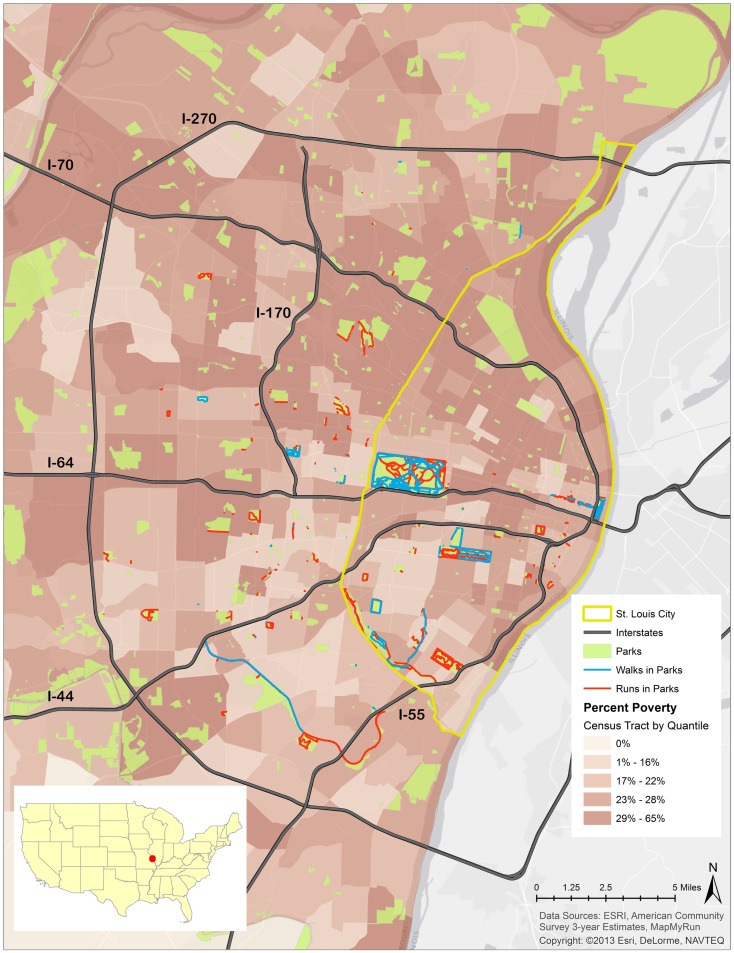 I-270
I-70
I-170
ILLINOIS
I-64
I-44
I-55
ILLINOIS
St. Louis City
Interstates
Parks
Walks in Parks
Runs in Parks
Percent Poverty
Census Tract by Quantile
0%
1% - 16%
17% - 22%
23% - 28%
29% - 65%
N
0 1.25 2.5 5 Miles
Data Sources: ESRI, American Community
Survey 3-year Estimates, MapMyRun
Copyright: ©2013 Esri, DeLorme, NAVTEQ